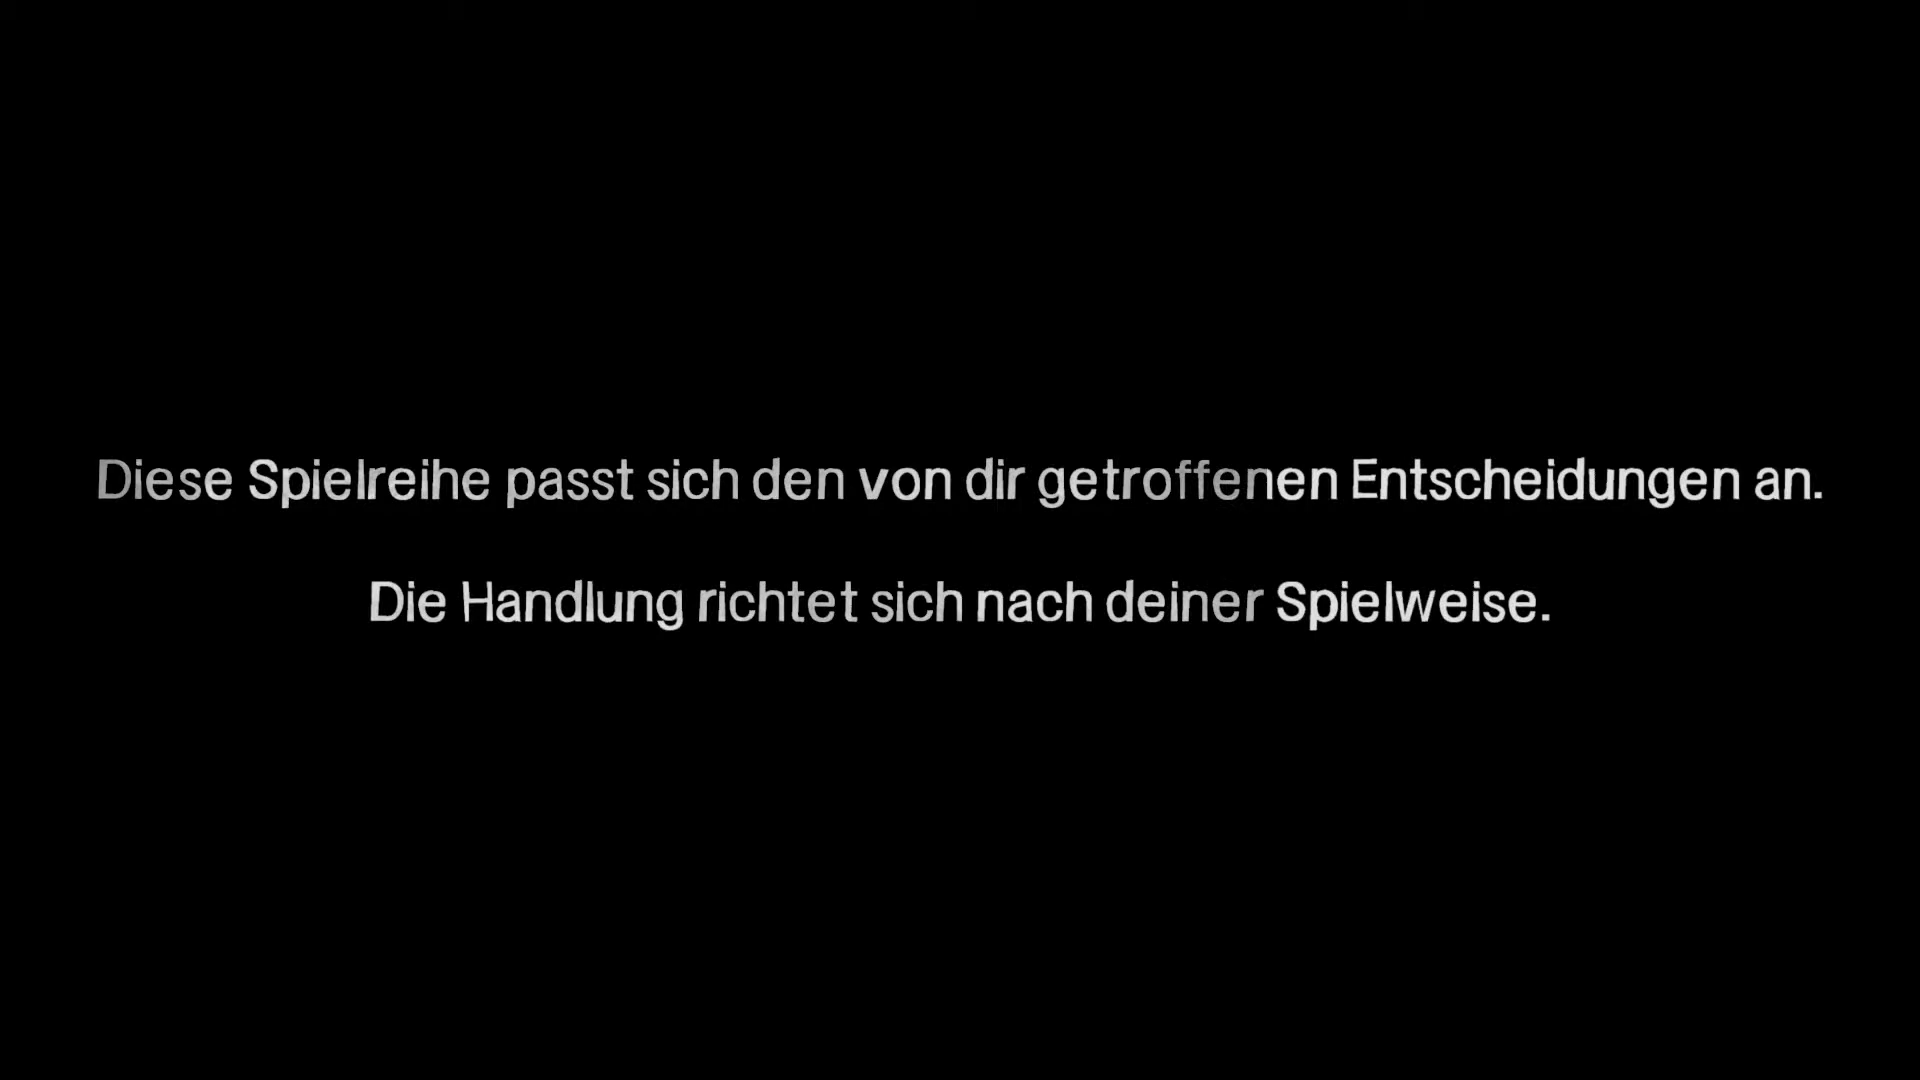 Diese Spielreihe passt sich den von dir getroffenen Entscheidungen an.
Die Handlung richtet sich nach deiner Spielweise.